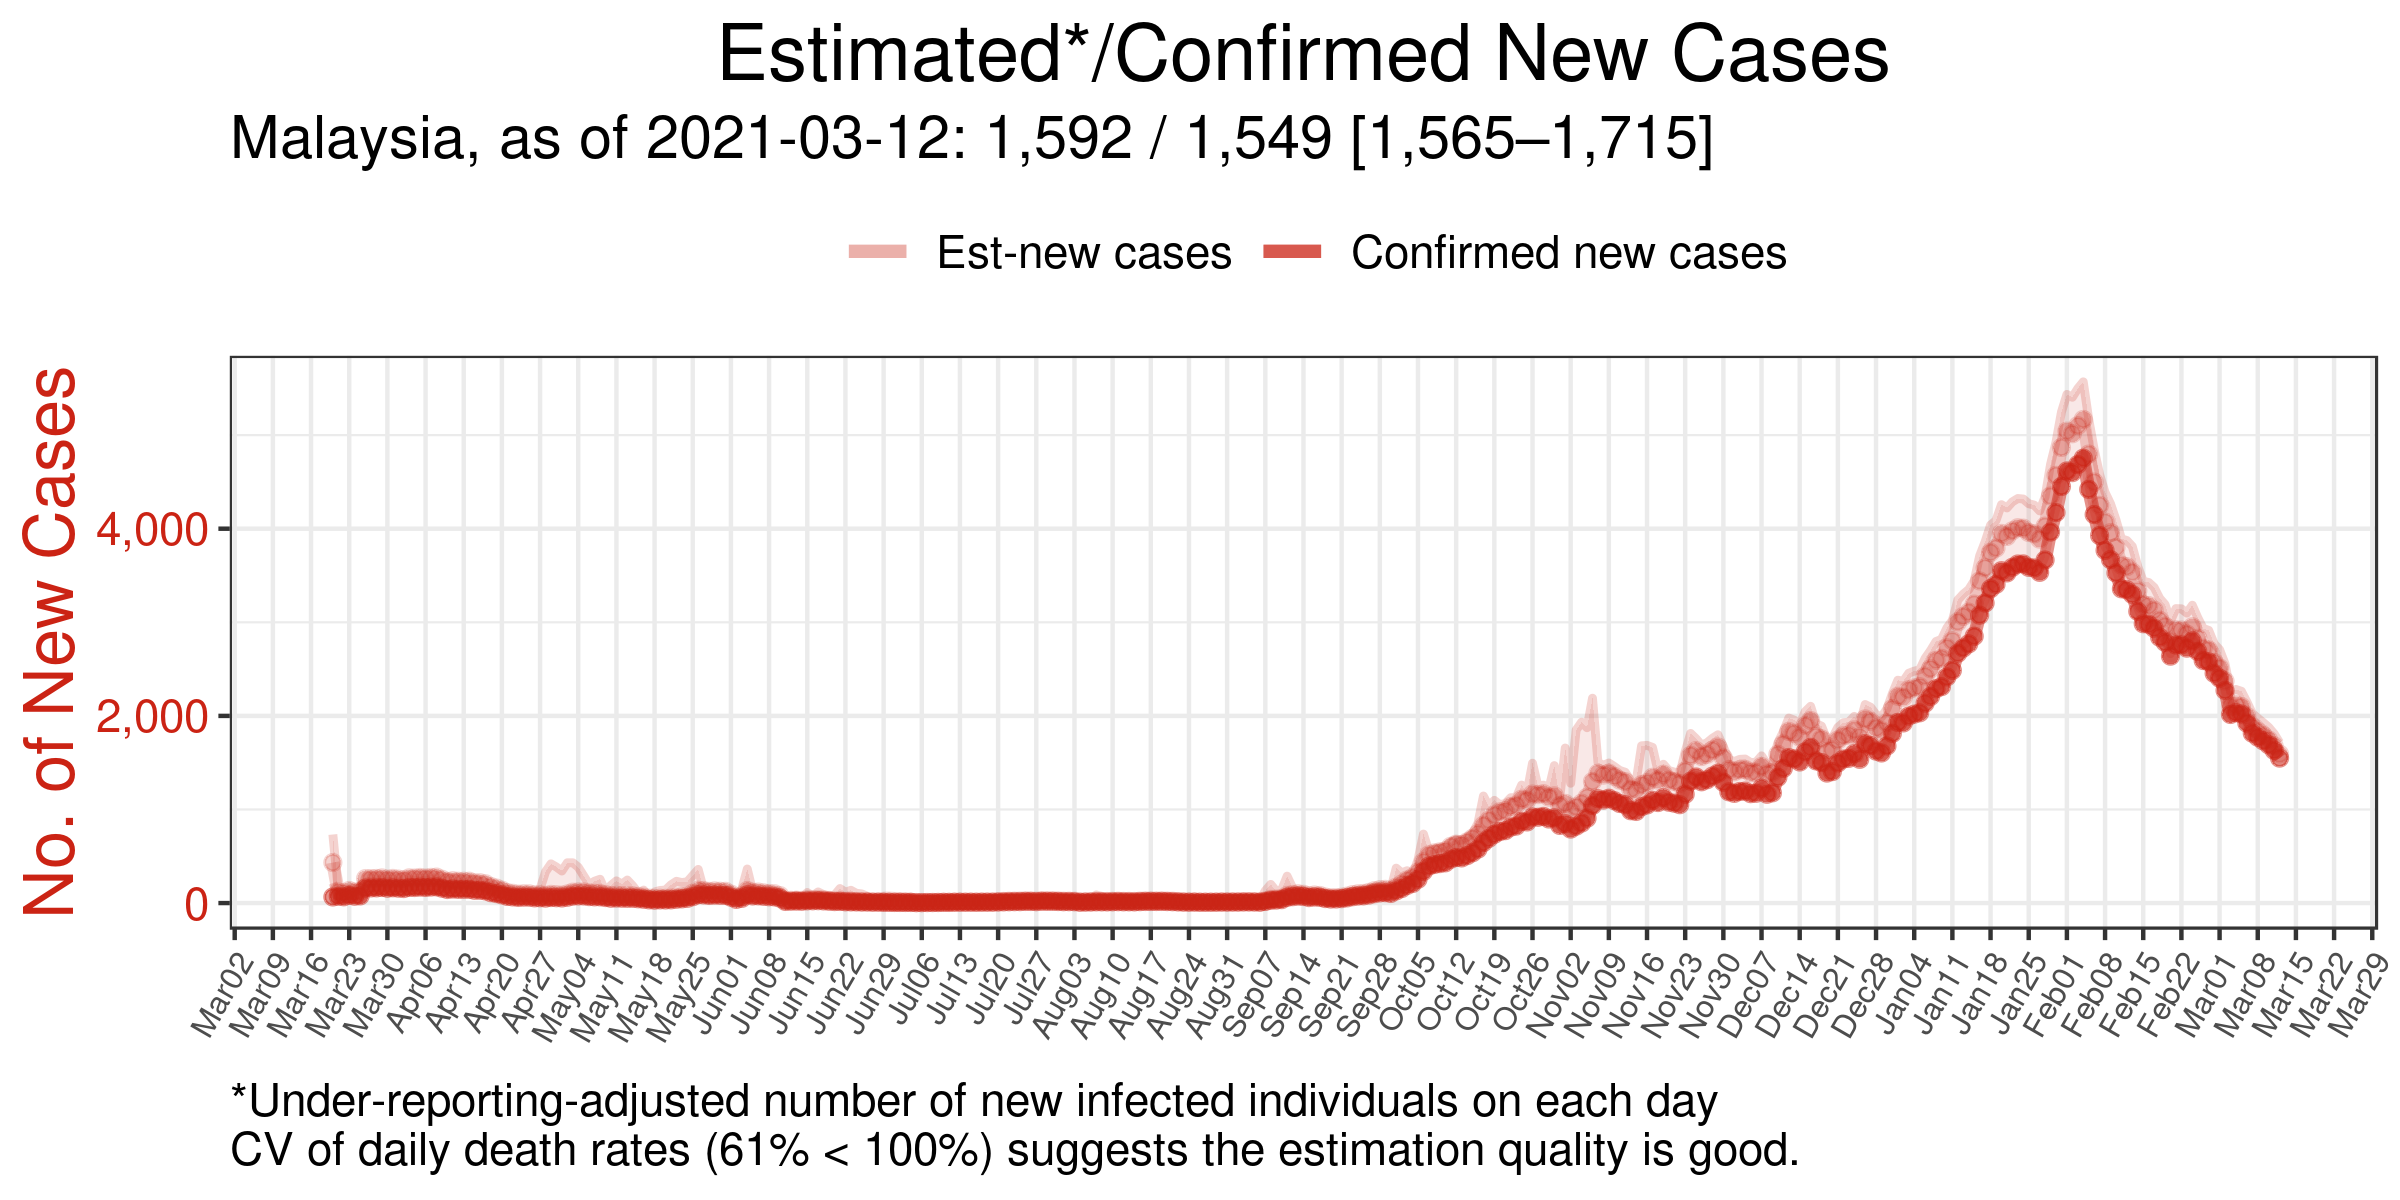 Estimated*/Confirmed New Cases
Malaysia, as of 2021-03-12: 1,592 / 1,549 [1,565–1,715]
Est-new cases Confirmed new cases
No. of New Cases
4,000
2,000
0
Mar02 Mar09 Mar16 Mar23 Mar30 Apr06 Apr13 Apr20 Apr27 May04 May11 May18 May25 Jun01 Jun08 Jun15 Jun22 Jun29 Jul06 Jul13 Jul20 Jul27 Aug03 Aug10 Aug17 Aug24 Aug31 Sep07 Sep14 Sep21 Sep28 Oct05 Oct12 Oct19 Oct26 Nov02 Nov09 Nov16 Nov23 Nov30 Dec07 Dec14 Dec21 Dec28 Jan04 Jan11 Jan18 Jan25 Feb01 Feb08 Feb15 Feb22 Mar01 Mar08 Mar15 Mar22 Mar29
*Under-reporting-adjusted number of new infected individuals on each day
CV of daily death rates (61% < 100%) suggests the estimation quality is good.